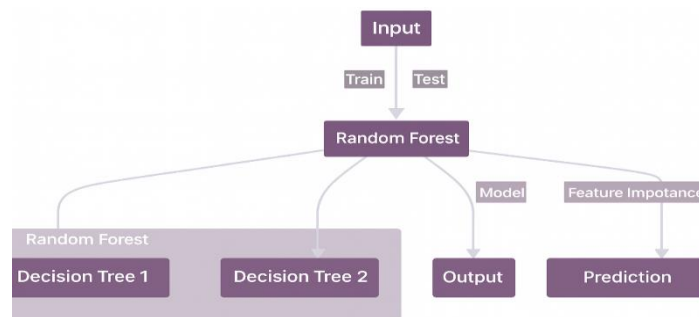 Input
Train Test
Random Forest
Model Feature Impotance
Random Forest
Decision Tree 1 Decision Tree 2 Output Prediction